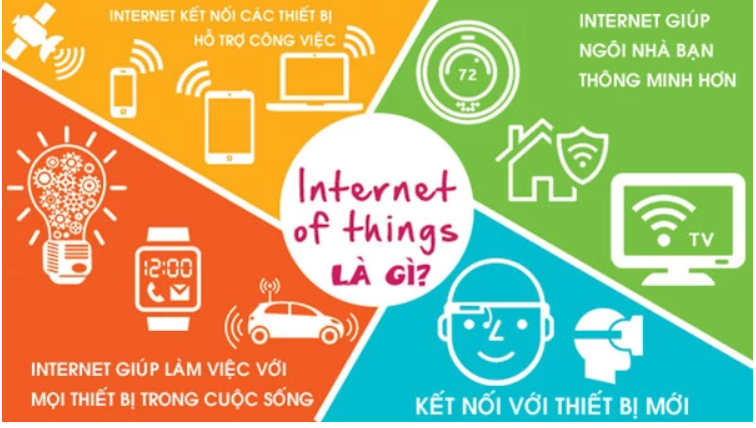 INTERNET KẾT NỐI CÁC THIẾT BỊ
HỖ TRỢ CÔNG VIỆC
INTERNET GIÚP
NGÔI NHÀ BẠN
THÔNG MINH HƠN
72
TV
Internet
of things
LÀ GÌ?
12:00
INTERNET GIÚP LÀM VIỆC VỚI
MỌI THIẾT BỊ TRONG CUỘC SỐNG
KẾT NỐI VỚI THIẾT BỊ MỚI